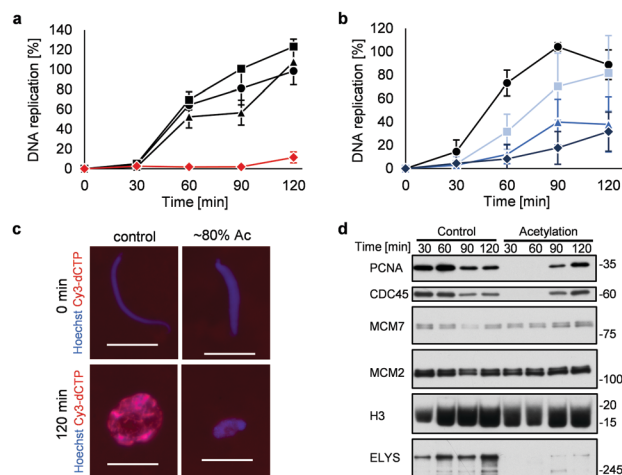 a
DNA replication [%]
140
120
100
80
60
40
20
0
0 30 60 90 120
Time [min]
b
DNA replication [%]
120
100
80
60
40
20
0
0 30 60 90 120
Time [min]
c
control ~80% Ac
0 min
Hoechst Cy3-dCTP
120 min
Hoechst Cy3-dCTP
d
Control Acetylation
Time [min] 30 60 90 120 30 60 90 120
PCNA -35
CDC45 -60
MCM7 -75
MCM2 -100
H3 -20
-15
ELYS -245